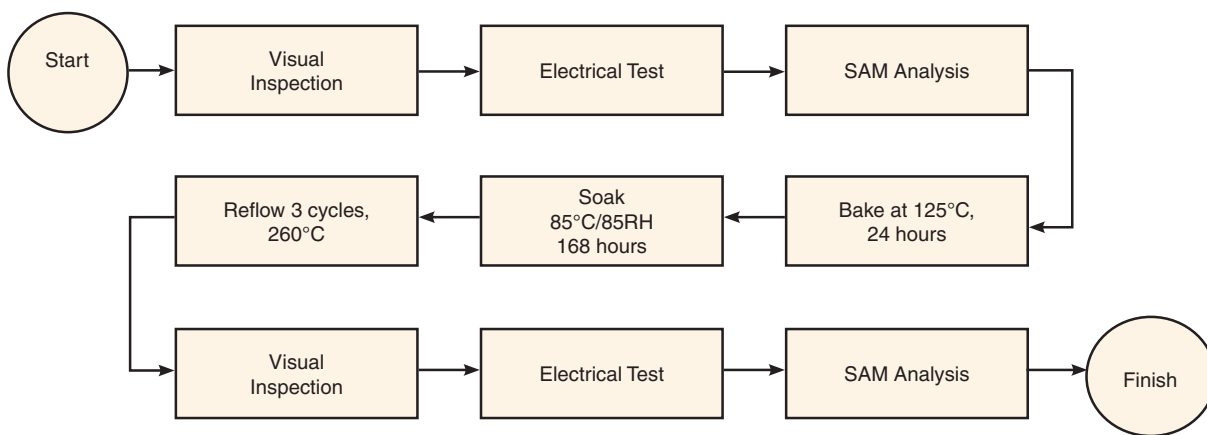 Start
Visual
Inspection
Electrical Test
SAM Analysis
Bake at 125°C,
24 hours
Soak
85°C/85RH
168 hours
Reflow 3 cycles,
260°C
Visual
Inspection
Electrical Test
SAM Analysis
Finish